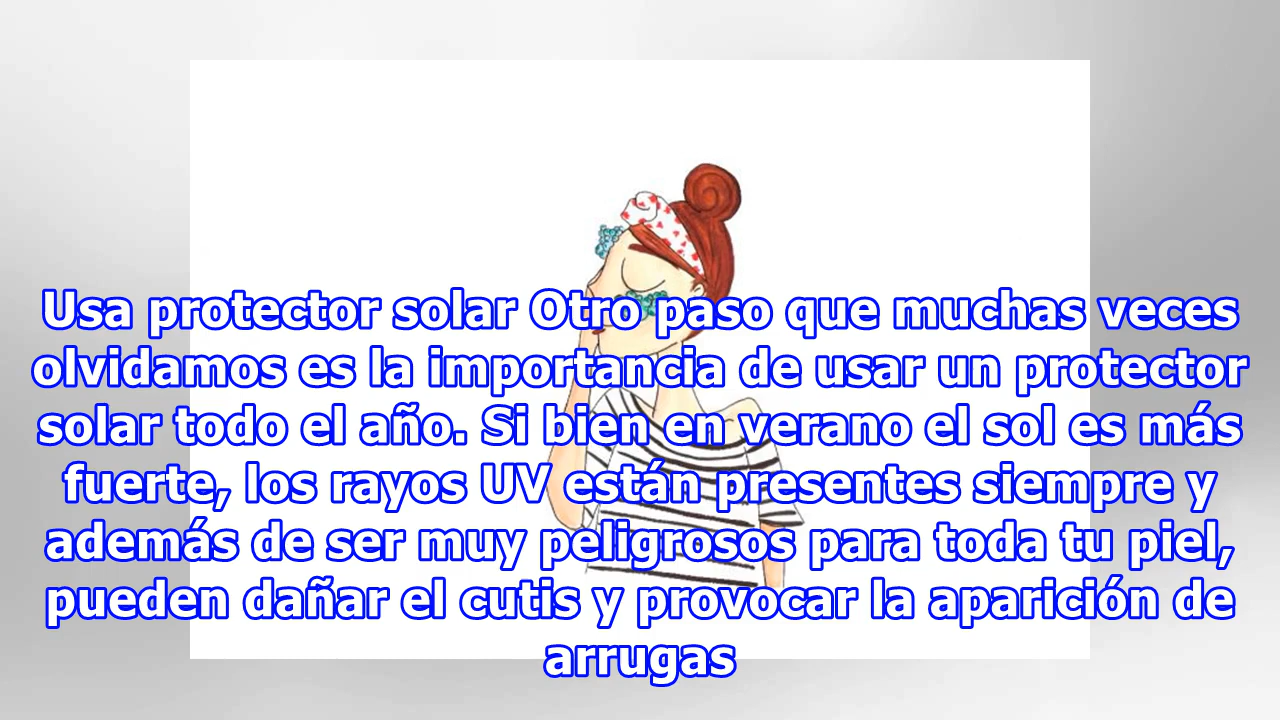 Usa protector solar Otro paso que muchas veces
olvidamos es la importancia de usar un protector
solar todo el año. Si bien en verano el sol es más
fuerte, los rayos UV están presentes siempre y
además de ser muy peligrosos para toda tu piel,
pueden dañar el cutis y provocar la aparición de
arrugas